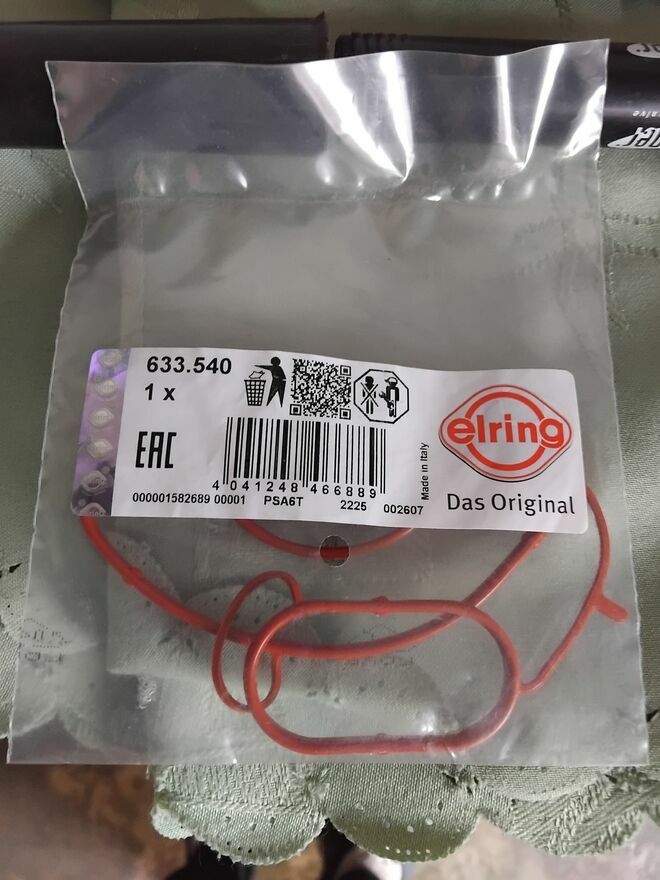 633.540
1 x
EAC
elring
Das Original
Made in Italy
4 041248 466889
000001582689 00001 PSA6T 2225 002607